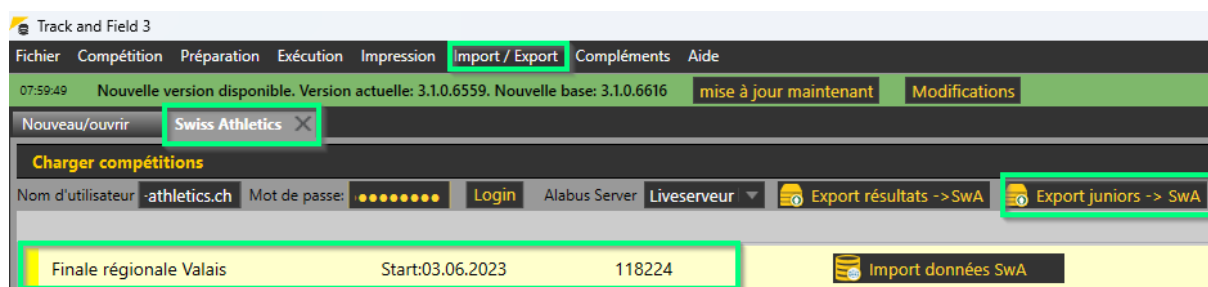 Track and Field 3
Fichier Compétition Préparation Exécution Impression Import / Export Compléments Aide
07:59:49 Nouvelle version disponible. Version actuelle: 3.1.0.6559. Nouvelle base: 3.1.0.6616 mise à jour maintenant Modifications
Nouveau/ouvrir Swiss Athletics
Charger compétitions
Nom d'utilisateur -athletics.ch Mot de passe: Login Alabus Server Liveserveur Export résultats ->SwA Export juniors -> SwA
Finale régionale Valais Start:03.06.2023 118224 Import données SwA